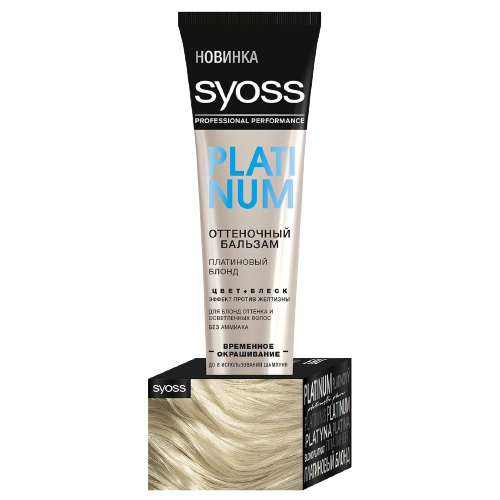 НОВИНКА
syoss
PROFESSIONAL PERFORMANCE
PLATI
NUM
ОТТЕНОЧНЫЙ
БАЛЬЗАМ
ПЛАТИНОВЫЙ
БЛОНД
ЦВЕТ+БЛЕСК
ЭФФЕКТ ПРОТИВ ЖЕЛТИЗНЫ
ДЛЯ БЛОНД ОТТЕНКА И
ОСВЕТЛЕННЫХ ВОЛОС
БЕЗ АММИАКА
ВРЕМЕННОЕ
ОКРАШИВАНИЕ
ДО 8 ИСПОЛЬЗОВАНИЙ ШАМПУНЯ
syoss
PLATINUM
PLATINUM
PLATYNA
ПЛАТИНОВЫЙ БЛОНД